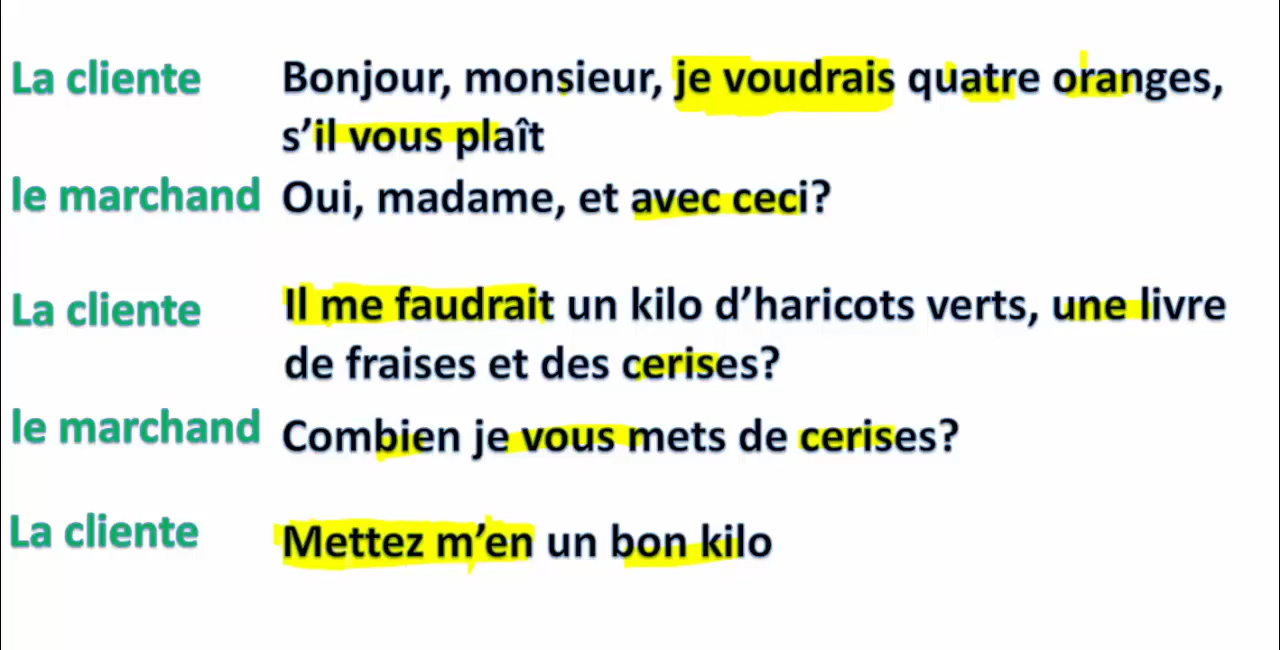 La cliente Bonjour, monsieur, je voudrais quatre oranges,
s'il vous plaît
le marchand Oui, madame, et avec ceci?
La cliente Il me faudrait un kilo d'haricots verts, une livre
de fraises et des cerises?
le marchand Combien je vous mets de cerises?
La cliente Mettez m'en un bon kilo